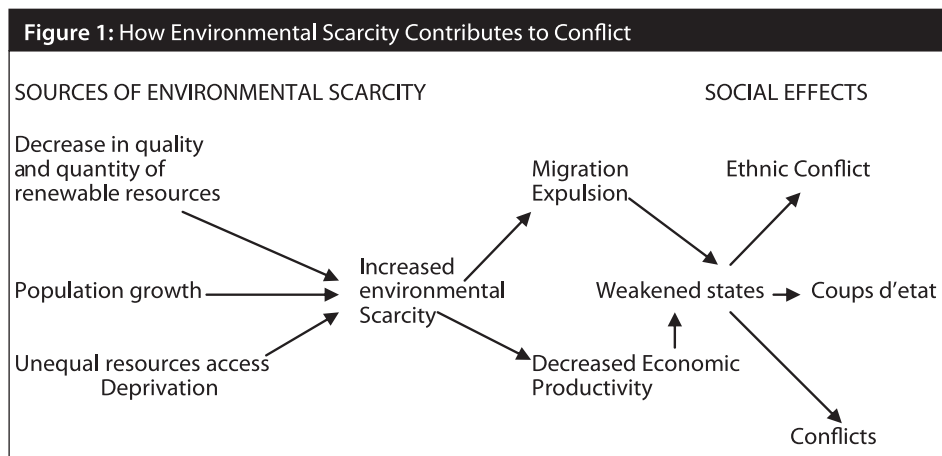 Figure 1: How Environmental Scarcity Contributes to Conflict
SOURCES OF ENVIRONMENTAL SCARCITY
SOCIAL EFFECTS
Decrease in quality
and quantity of
renewable resources
Migration
Expulsion
Ethnic Conflict
Population growth
Increased
environmental
Scarcity
Weakened states
Coups d'etat
Unequal resources access
Deprivation
Decreased Economic
Productivity
Conflicts